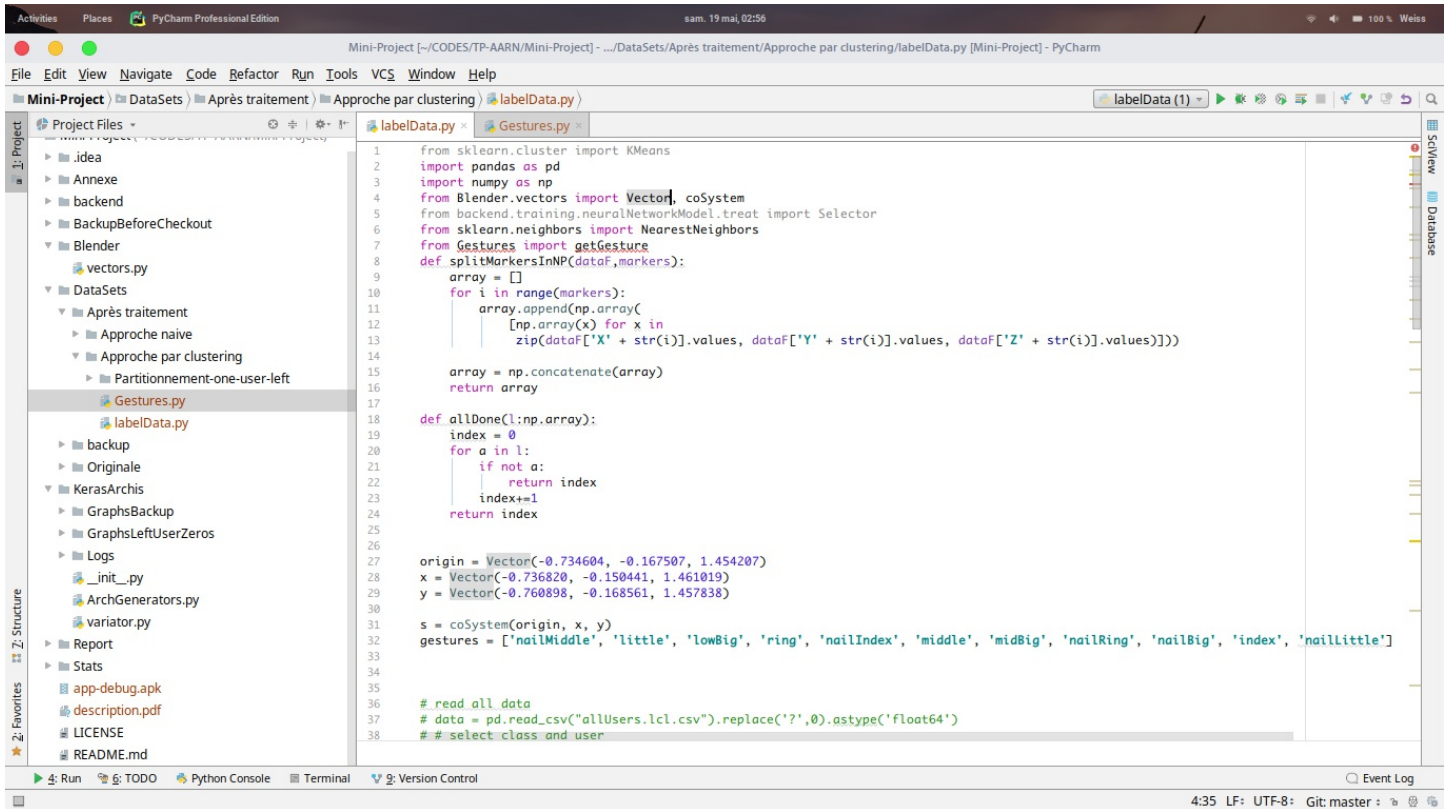 Activities Places PyCharm Professional Edition sam. 19 mai, 02:56 100 % Weiss
Mini-Project [~/CODES/TP-AARN/Mini-Project] - .../DataSets/Après traitement/Approche par clustering/labelData.py [Mini-Project] - PyCharm
File Edit View Navigate Code Refactor Run Tools VCS Window Help
Mini-Project DataSets Après traitement Approche par clustering labelData.py labelData (1)
1: Project
Project Files
.idea
Annexe
backend
BackupBeforeCheckout
Blender
vectors.py
DataSets
Après traitement
Approche naive
Approche par clustering
Partitionnement-one-user-left
Gestures.py
labelData.py
backup
Originale
KerasArchis
GraphsBackup
GraphsLeftUserZeros
Logs
__init__.py
ArchGenerators.py
variator.py
Report
Stats
app-debug.apk
description.pdf
LICENSE
README.md
Z: Structure
2: Favorites
labelData.py Gestures.py
1 from sklearn.cluster import KMeans
2 import pandas as pd
3 import numpy as np
4 from Blender.vectors import Vector, coSystem
5 from backend.training.neuralNetworkModel.treat import Selector
6 from sklearn.neighbors import NearestNeighbors
7 from Gestures import getGesture
8 def splitMarkersInNP(dataF,markers):
9 array = []
10 for i in range(markers):
11 array.append(np.array(
12 [np.array(x) for x in
13 zip(dataF['X' + str(i)].values, dataF['Y' + str(i)].values, dataF['Z' + str(i)].values)]))
14
15 array = np.concatenate(array)
16 return array
17
18 def allDone(l:np.array):
19 index = 0
20 for a in l:
21 if not a:
22 return index
23 index+=1
24 return index
25
26
27 origin = Vector(-0.734604, -0.167507, 1.454207)
28 x = Vector(-0.736820, -0.150441, 1.461019)
29 y = Vector(-0.760898, -0.168561, 1.457838)
30
31 s = coSystem(origin, x, y)
32 gestures = ['nailMiddle', 'little', 'lowBig', 'ring', 'nailIndex', 'middle', 'midBig', 'nailRing', 'nailBig', 'index', 'nailLittle']
33
34
35
36 # read all data
37 # data = pd.read_csv("allUsers.lcl.csv").replace('?',0).astype('float64')
38 # # select class and user
SciView
Database
4: Run 6: TODO Python Console Terminal 9: Version Control Event Log
4:35 LF: UTF-8: Git: master :